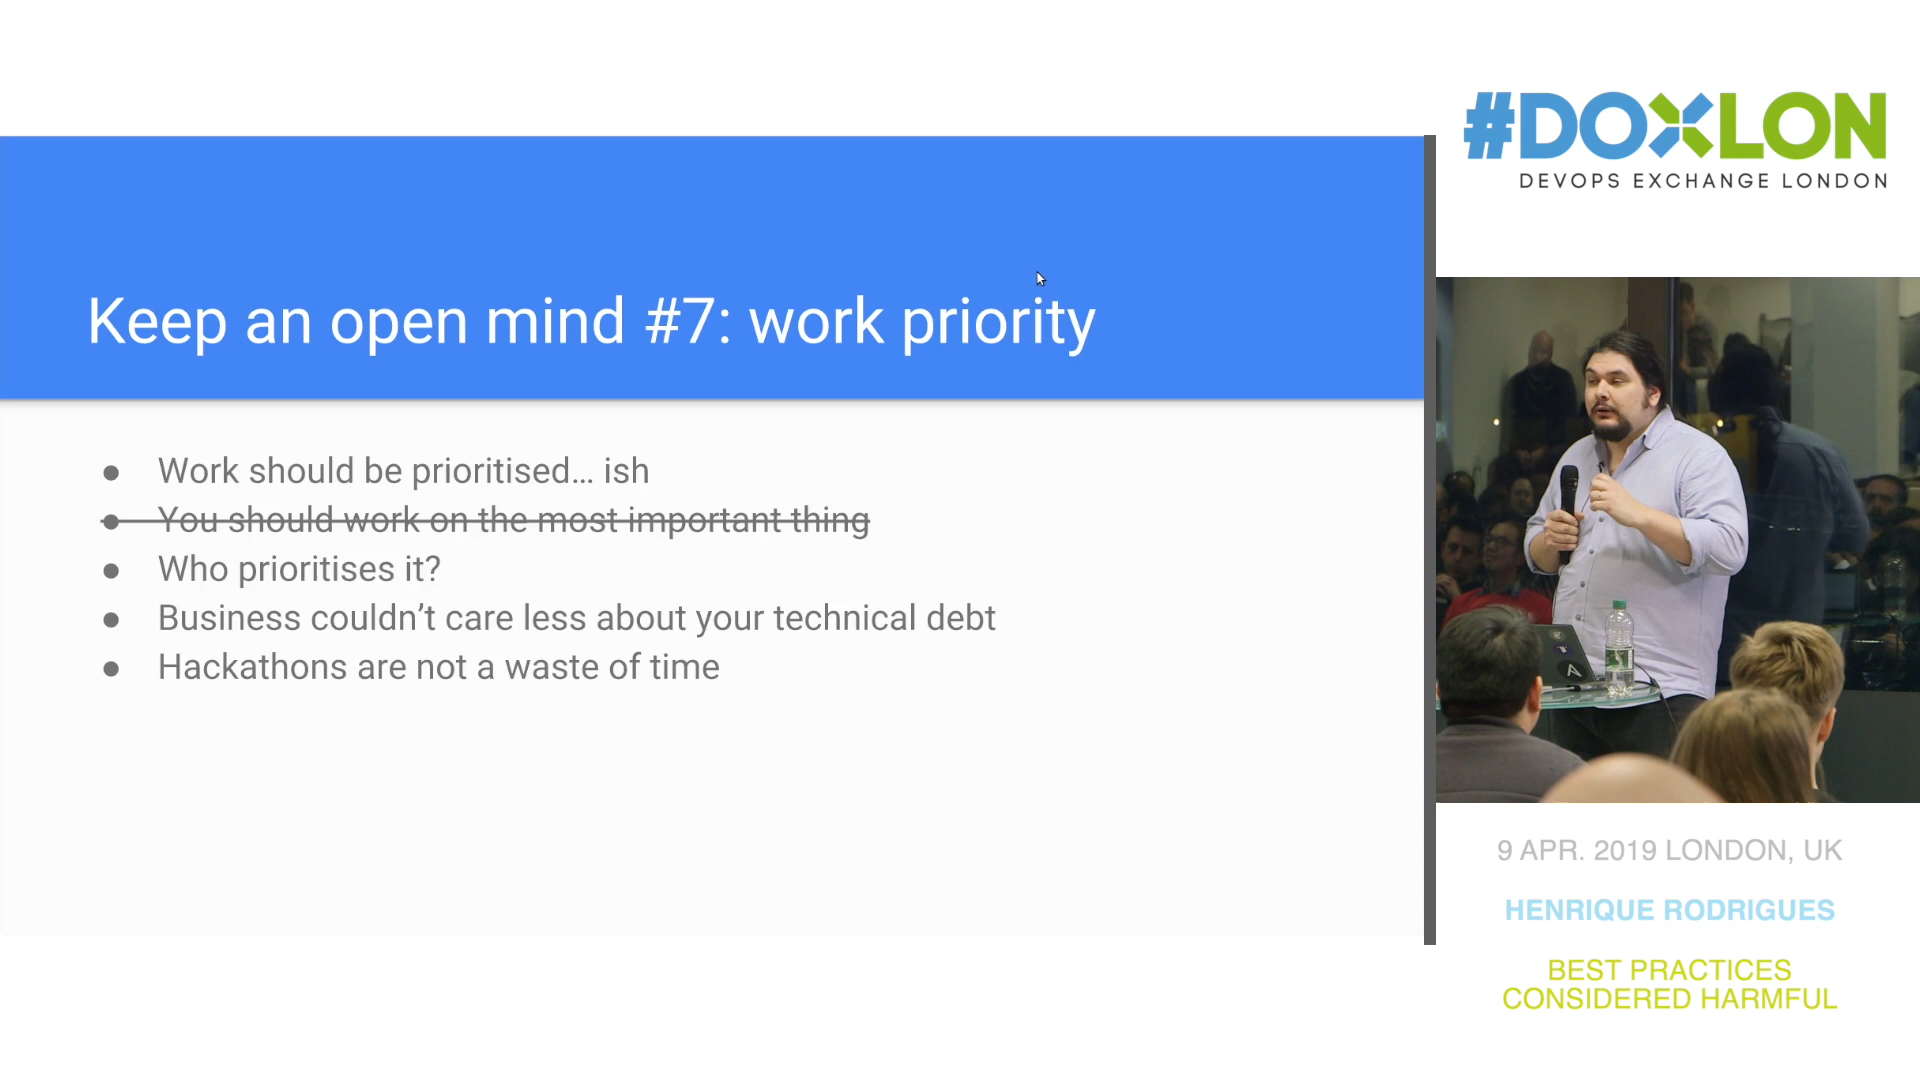 Keep an open mind #7: work priority
● Work should be prioritised... ish
● You should work on the most important thing
● Who prioritises it?
● Business couldn’t care less about your technical debt
● Hackathons are not a waste of time
#DOXLON
DEVOPS EXCHANGE LONDON
9 APR. 2019 LONDON, UK
HENRIQUE RODRIGUES
BEST PRACTICES
CONSIDERED HARMFUL